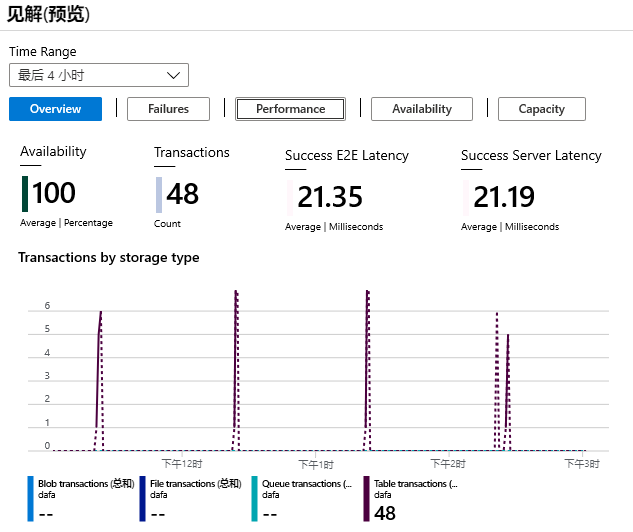 见解(预览)
Time Range
最后 4 小时
Overview
Failures
Performance
Availability
Capacity
Availability
100
Average | Percentage
Transactions
48
Count
Success E2E Latency
21.35
Average | Milliseconds
Success Server Latency
21.19
Average | Milliseconds
Transactions by storage type
6
5
4
3
2
1
0
下午12时
下午1时
下午2时
下午3时
Blob transactions (总和)
dafa
--
File transactions (总和)
dafa
--
Queue transactions (...
dafa
--
Table transactions (...
dafa
48